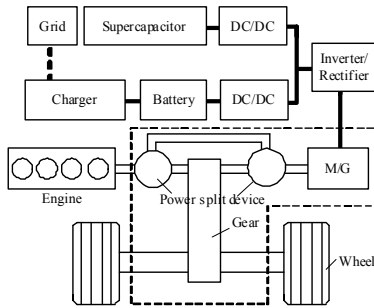 Grid
Supercapacitor
DC/DC
Inverter/
Rectifier
Charger
Battery
DC/DC
M/G
Engine
Power split device
Gear
Wheel